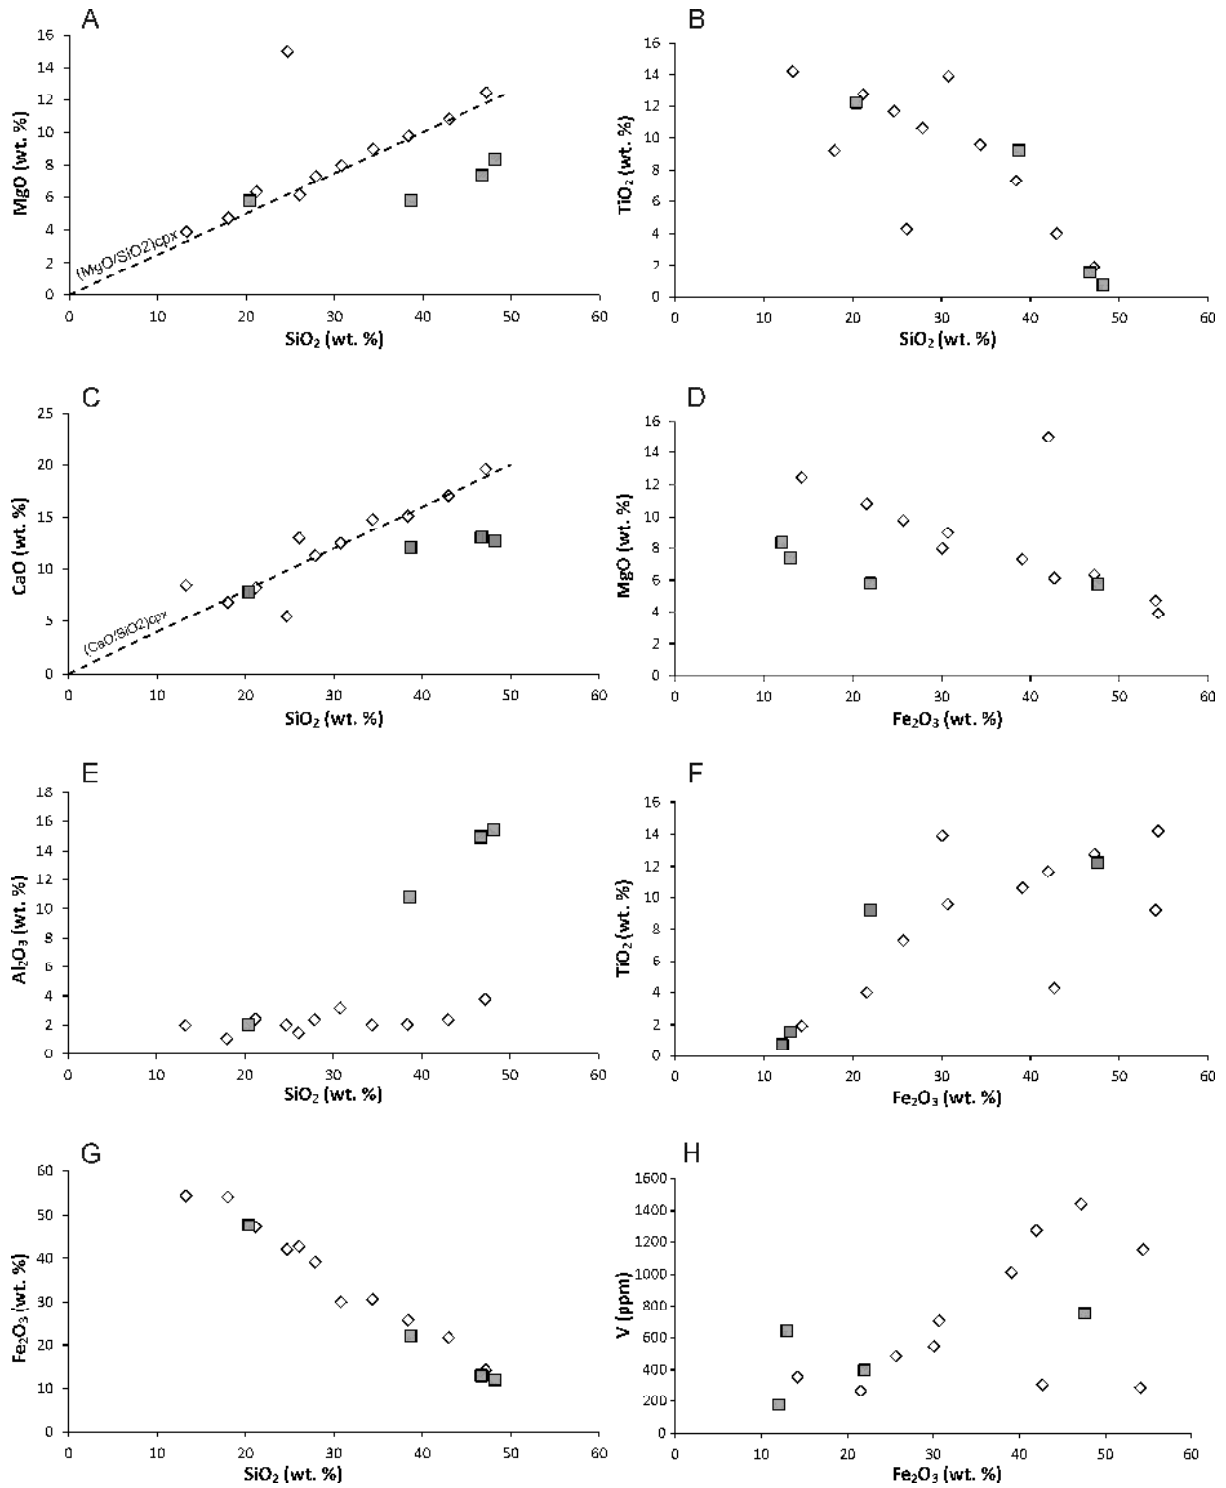 A
16
14
12
10
8
6
4
2
0
MgO (wt. %)
(MgO/SiO2)cpx
0 10 20 30 40 50 60
SiO₂ (wt. %)
B
16
14
12
10
8
6
4
2
0
TiO₂ (wt. %)
0 10 20 30 40 50 60
SiO₂ (wt. %)
C
25
20
15
10
5
0
CaO (wt. %)
(CaO/SiO2)cpx
0 10 20 30 40 50 60
SiO₂ (wt. %)
D
16
14
12
10
8
6
4
2
0
MgO (wt. %)
0 10 20 30 40 50 60
Fe₂O₃ (wt. %)
E
18
16
14
12
10
8
6
4
2
0
Al₂O₃ (wt. %)
0 10 20 30 40 50 60
SiO₂ (wt. %)
F
16
14
12
10
8
6
4
2
0
TiO₂ (wt. %)
0 10 20 30 40 50 60
Fe₂O₃ (wt. %)
G
60
50
40
30
20
10
0
Fe₂O₃ (wt. %)
0 10 20 30 40 50 60
SiO₂ (wt. %)
H
1600
1400
1200
1000
800
600
400
200
0
V (ppm)
0 10 20 30 40 50 60
Fe₂O₃ (wt. %)